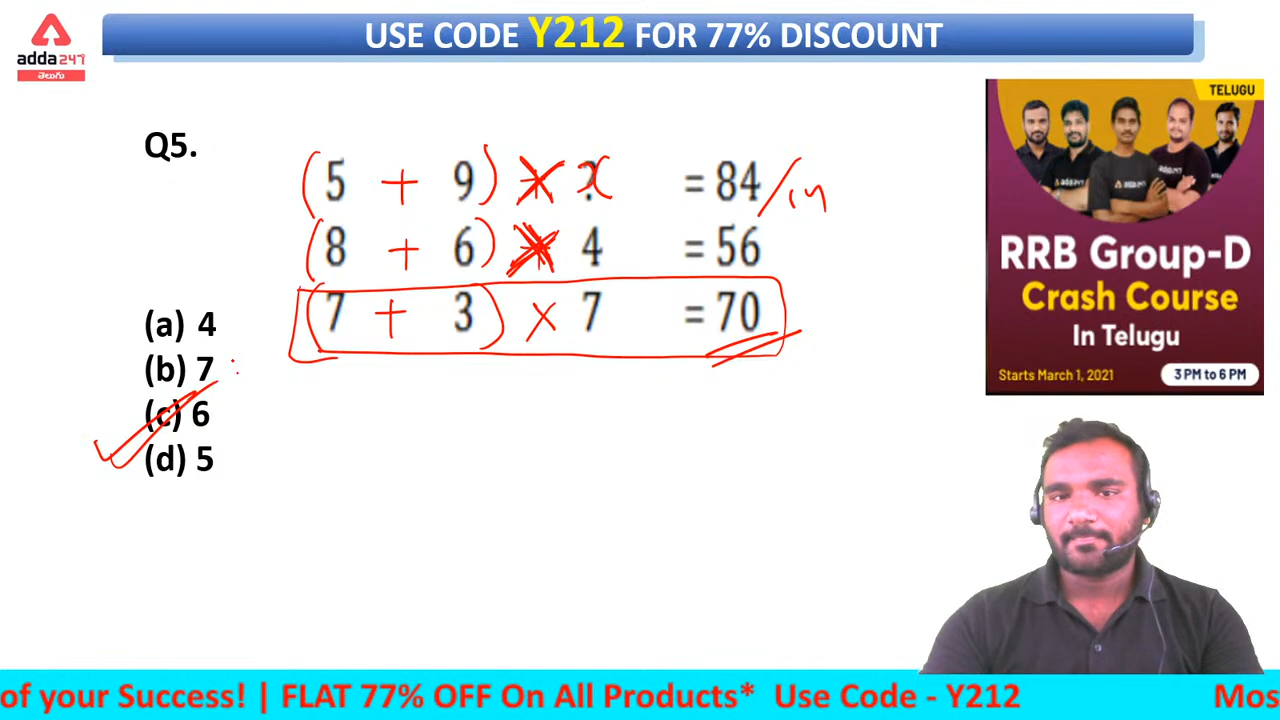 USE CODE Y212 FOR 77% DISCOUNT
adda247
తెలుగు
TELUGU
Q5.
(5 + 9) × x = 84/14
(8 + 6) × 4 = 56
(7 + 3) × 7 = 70
(a) 4
(b) 7
(c) 6
(d) 5
RRB Group-D
Crash Course
In Telugu
Starts March 1, 2021
3 PM to 6 PM
of your Success! | FLAT 77% OFF On All Products* Use Code - Y212
Mos